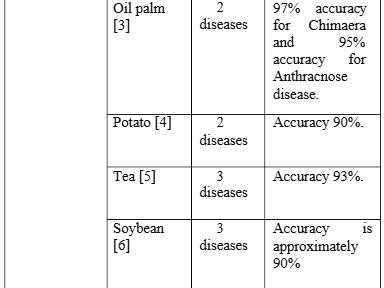 Oil palm 2 97% accuracy
[3] diseases for Chimaera
and 95%
accuracy for
Anthracnose
disease.
Potato [4] 2 Accuracy 90%.
diseases
Tea [5] 3 Accuracy 93%.
diseases
Soybean 3 Accuracy is
[6] diseases approximately
90%